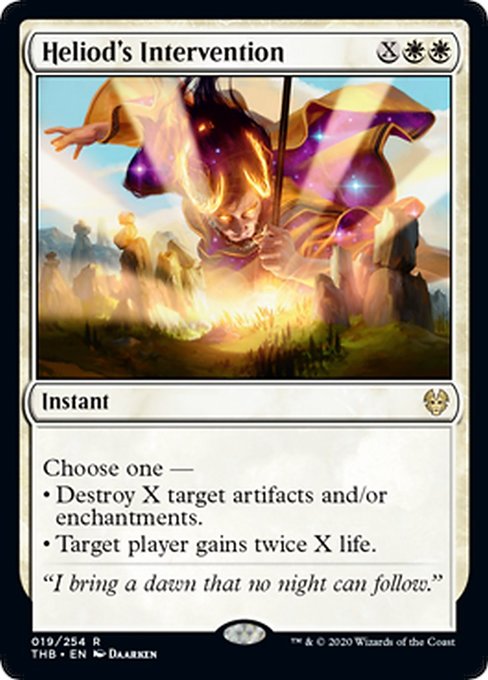 Heliod's Intervention X
Instant
Choose one —
• Destroy X target artifacts and/or
enchantments.
• Target player gains twice X life.
“I bring a dawn that no night can follow.”
019/254 R
THB • EN Daarken
™ & © 2020 Wizards of the Coast